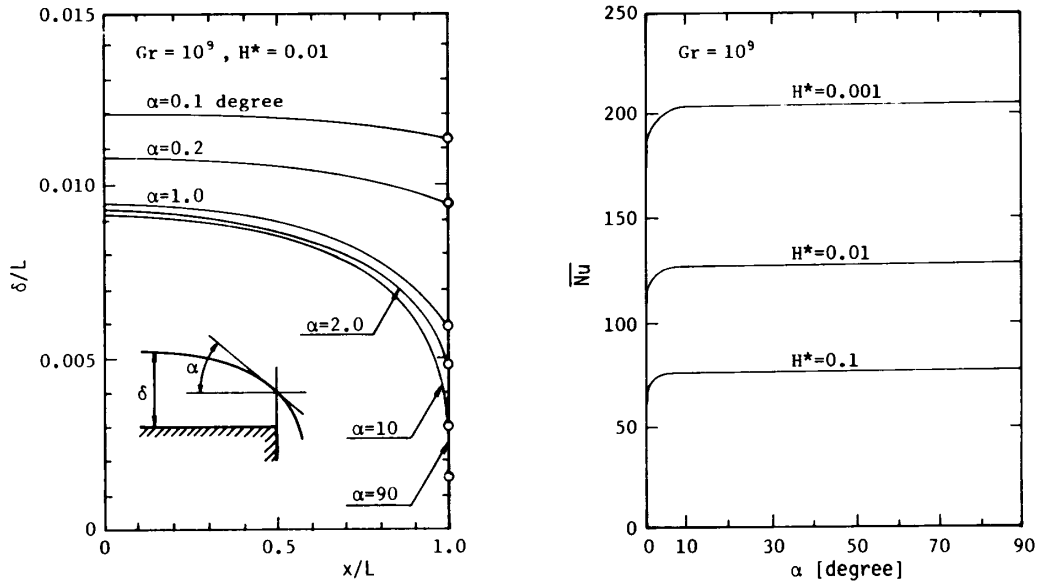 0.015
Gr = 10⁹ , H* = 0.01
α=0.1 degree
α=0.2
0.010
α=1.0
δ/L
α=2.0
0.005
α
δ
α=10
α=90
0
0 0.5 1.0
x/L
250
Gr = 10⁹
H*=0.001
200
150
H*=0.01
N̅u̅
100
H*=0.1
50
0
0 10 30 50 70 90
α [degree]